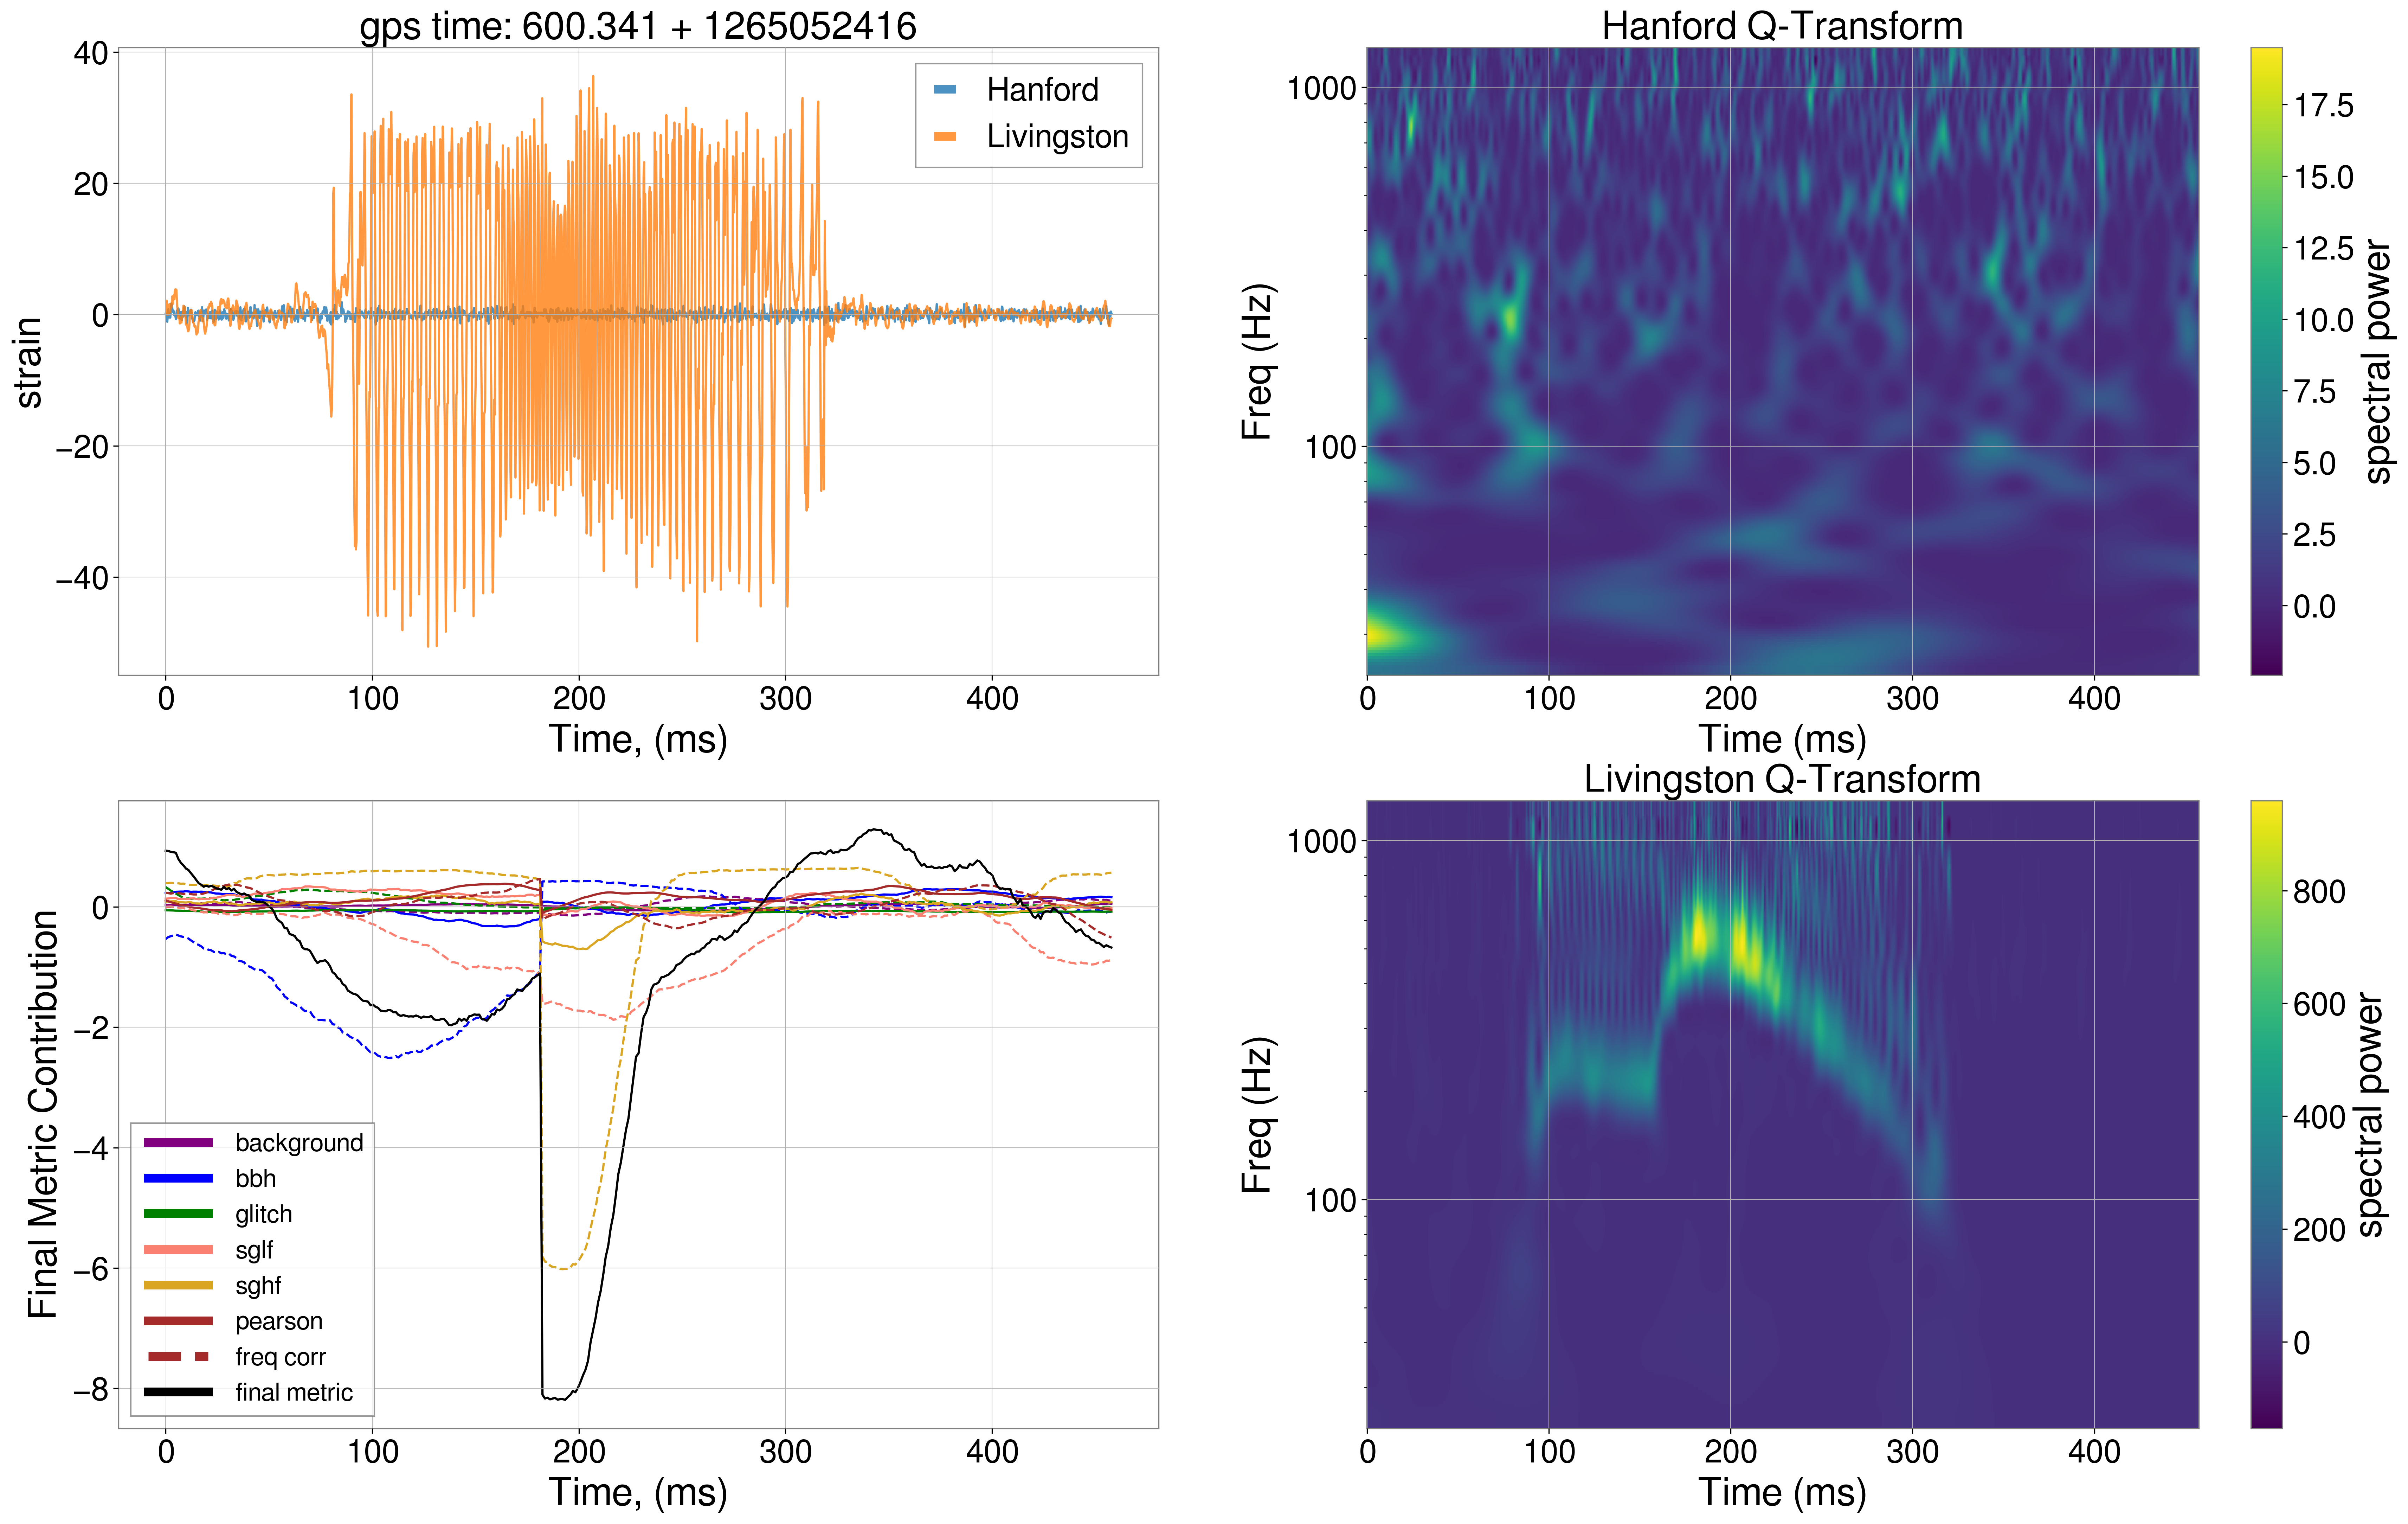 gps time: 600.341 + 1265052416
40
20
0
−20
−40
strain
Hanford
Livingston
0 100 200 300 400
Time, (ms)
Hanford Q-Transform
1000
100
Freq (Hz)
0 100 200 300 400
Time (ms)
17.5
15.0
12.5
10.0
7.5
5.0
2.5
0.0
spectral power
0
−2
−4
−6
−8
Final Metric Contribution
background
bbh
glitch
sglf
sghf
pearson
freq corr
final metric
0 100 200 300 400
Time, (ms)
Livingston Q-Transform
1000
100
Freq (Hz)
0 100 200 300 400
Time (ms)
800
600
400
200
0
spectral power